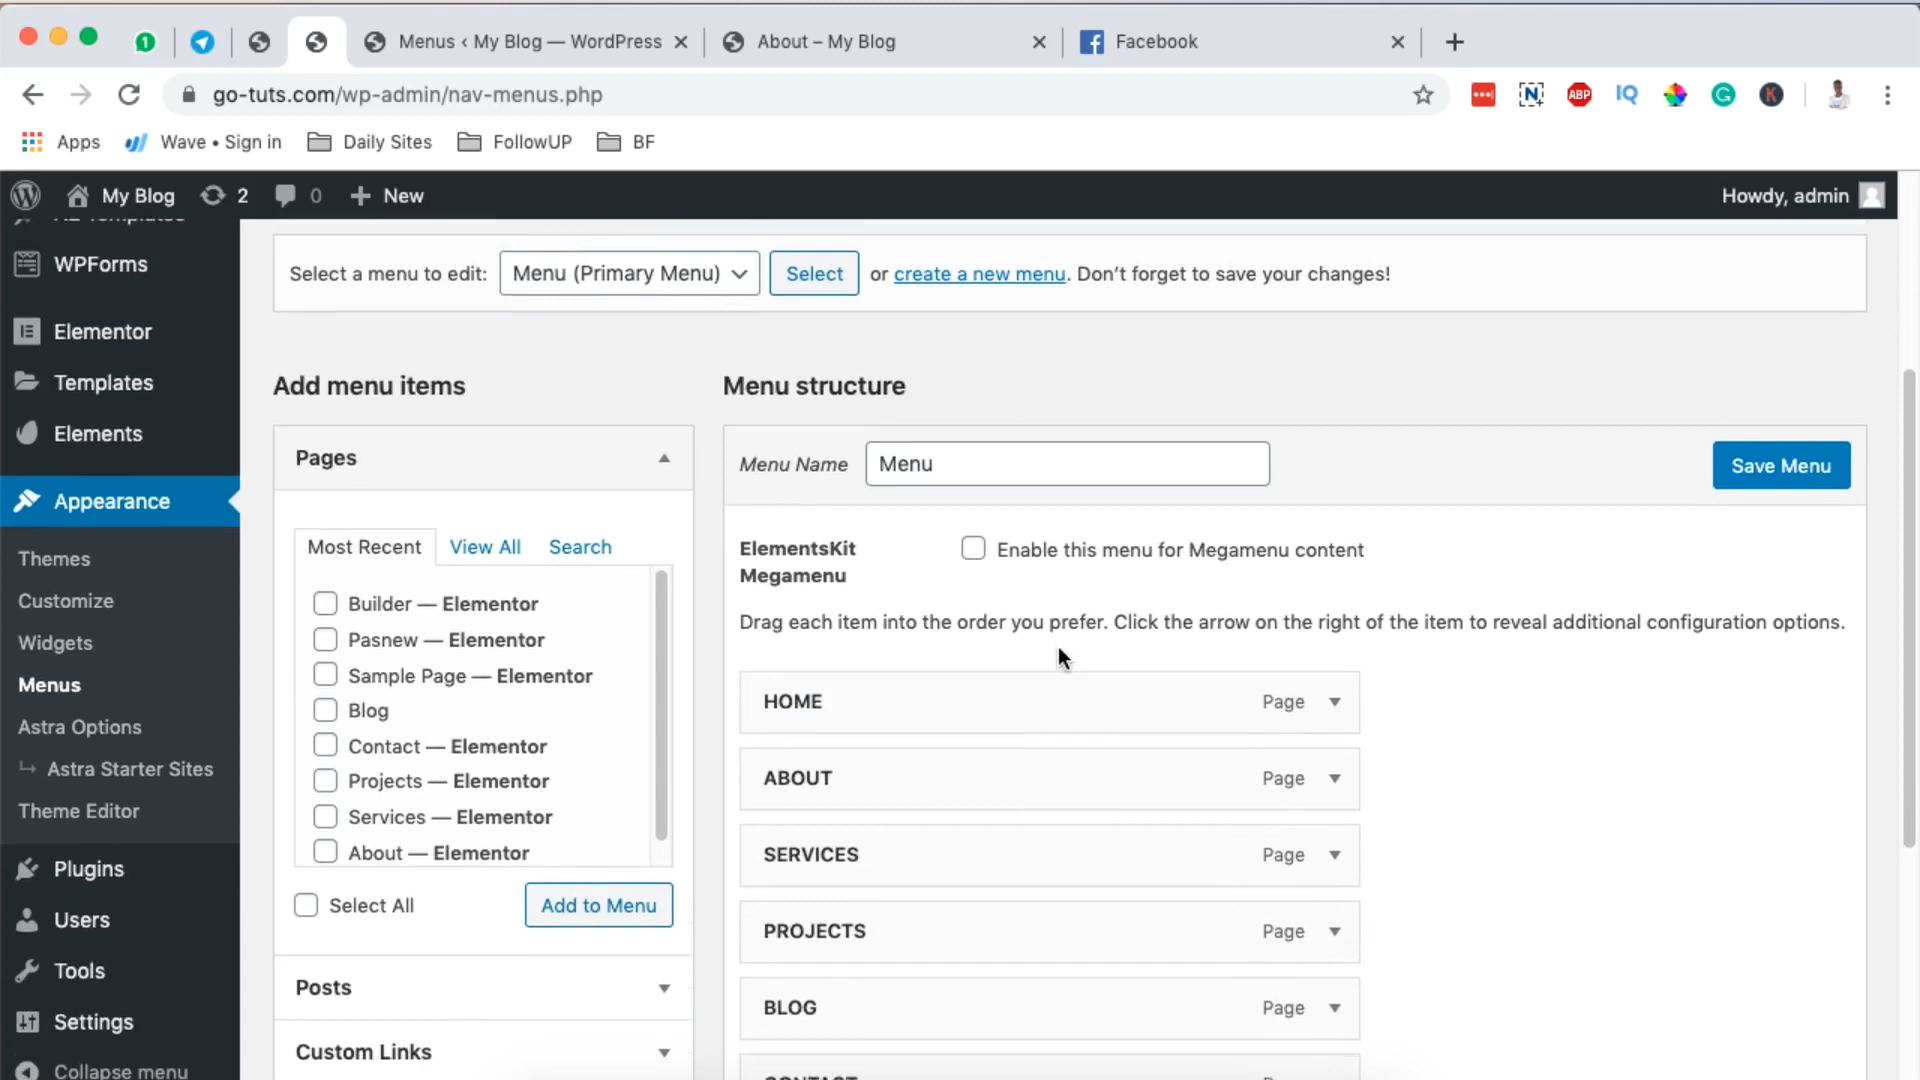 1
Menus ‹ My Blog — WordPress
About – My Blog
Facebook
go-tuts.com/wp-admin/nav-menus.php
N
ABP
IQ
G
K
Apps
Wave • Sign in
Daily Sites
FollowUP
BF
My Blog
2
0
New
Howdy, admin
WPForms
Elementor
Templates
Elements
Appearance
Themes
Customize
Widgets
Menus
Astra Options
Astra Starter Sites
Theme Editor
Plugins
Users
Tools
Settings
Collapse menu
Select a menu to edit: Menu (Primary Menu) Select or create a new menu. Don’t forget to save your changes!
Add menu items
Pages
Most Recent
View All
Search
Builder — Elementor
Pasnew — Elementor
Sample Page — Elementor
Blog
Contact — Elementor
Projects — Elementor
Services — Elementor
About — Elementor
Select All
Add to Menu
Posts
Custom Links
Menu structure
Menu Name
Menu
Save Menu
ElementsKit
Megamenu
Enable this menu for Megamenu content
Drag each item into the order you prefer. Click the arrow on the right of the item to reveal additional configuration options.
HOME Page
ABOUT Page
SERVICES Page
PROJECTS Page
BLOG Page